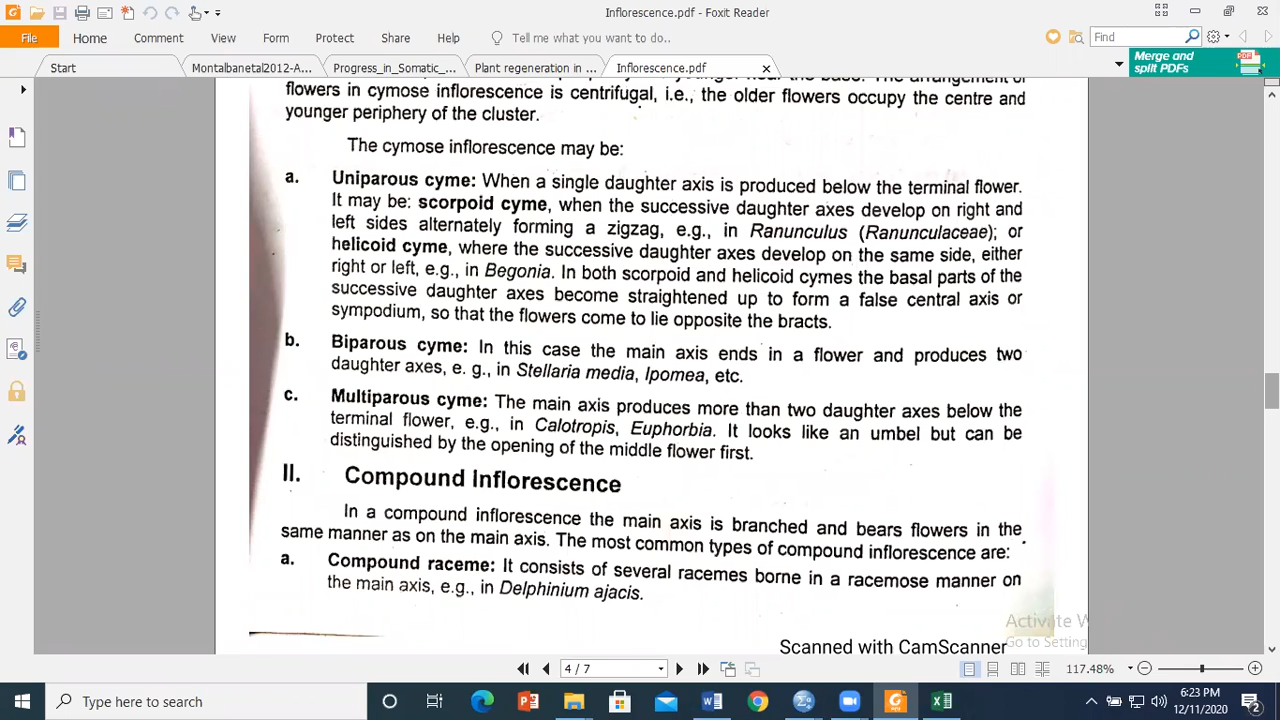 Inflorescence.pdf - Foxit Reader
File Home Comment View Form Protect Share Help Tell me what you want to do.. Find
Start Montalbanetal2012-A... Progress_in_Somatic_... Plant regeneration in ... Inflorescence.pdf
Merge and
split PDFs
younger near the base. The arrangement of
flowers in cymose inflorescence is centrifugal, i.e., the older flowers occupy the centre and
younger periphery of the cluster.
The cymose inflorescence may be:
a. Uniparous cyme: When a single daughter axis is produced below the terminal flower.
It may be: scorpoid cyme, when the successive daughter axes develop on right and
left sides alternately forming a zigzag, e.g., in Ranunculus (Ranunculaceae); or
helicoid cyme, where the successive daughter axes develop on the same side, either
right or left, e.g., in Begonia. In both scorpoid and helicoid cymes the basal parts of the
successive daughter axes become straightened up to form a false central axis or
sympodium, so that the flowers come to lie opposite the bracts.
b. Biparous cyme: In this case the main axis ends in a flower and produces two
daughter axes, e. g., in Stellaria media, Ipomea, etc.
c. Multiparous cyme: The main axis produces more than two daughter axes below the
terminal flower, e.g., in Calotropis, Euphorbia. It looks like an umbel but can be
distinguished by the opening of the middle flower first.
II. Compound Inflorescence
In a compound inflorescence the main axis is branched and bears flowers in the
same manner as on the main axis. The most common types of compound inflorescence are:
a. Compound raceme: It consists of several racemes borne in a racemose manner on
the main axis, e.g., in Delphinium ajacis.
Activate W
Go to Setting
Scanned with CamScanner
4 / 7 117.48%
Type here to search
6:23 PM
12/11/2020
2